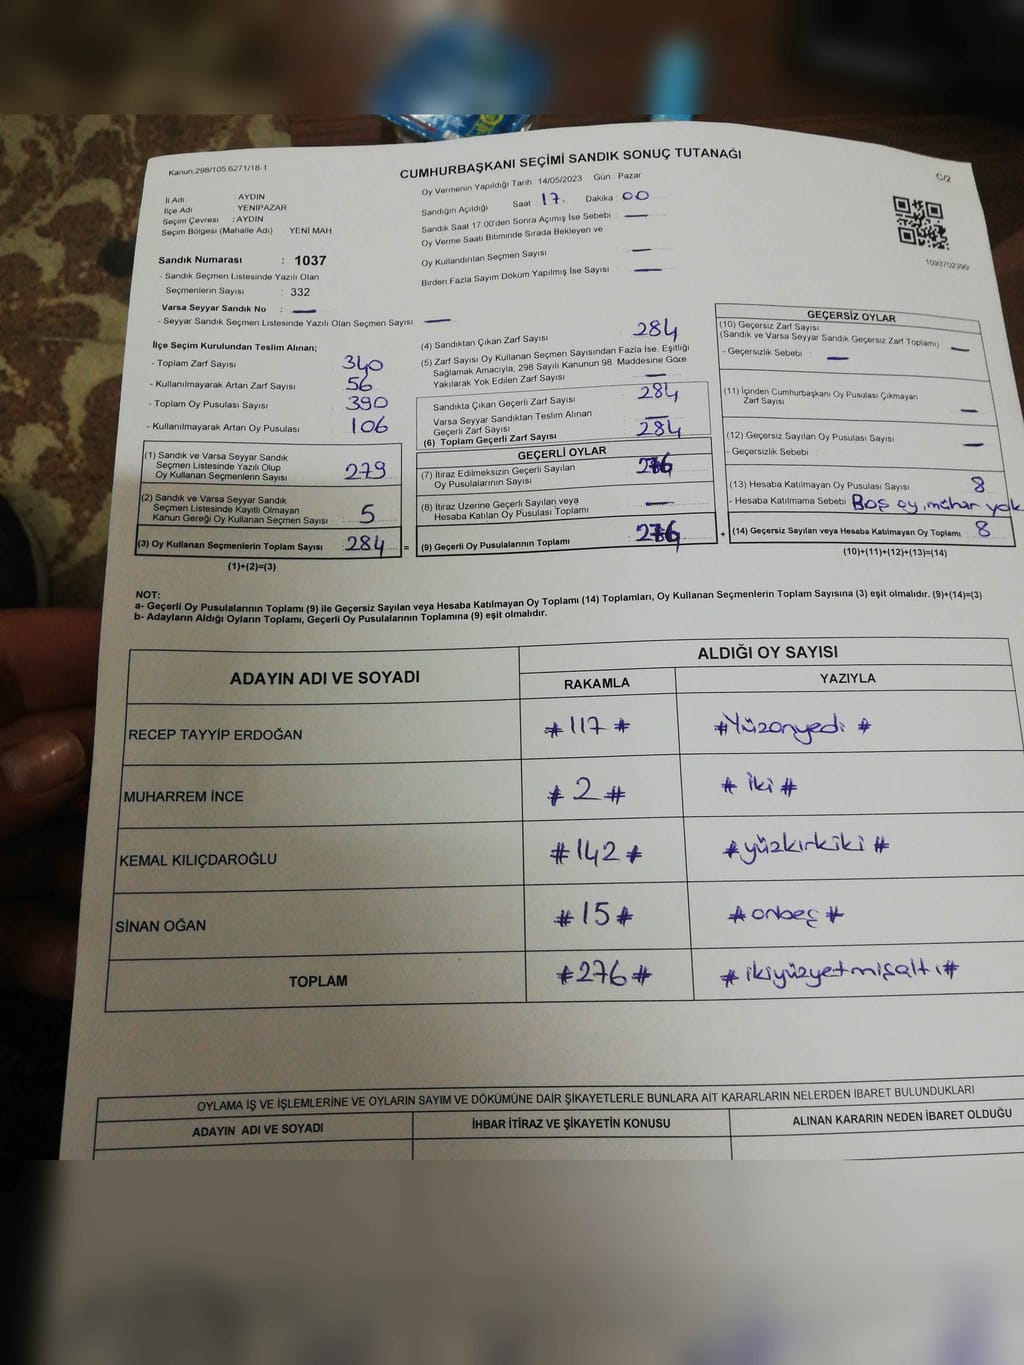 Kanun.298/105;6271/18-1
CUMHURBAŞKANI SEÇİMİ SANDIK SONUÇ TUTANAĞI
C/2
Oy Vermenin Yapıldığı Tarih : 14/05/2023 Gün : Pazar
İl Adı : AYDIN
İlçe Adı : YENİPAZAR
Seçim Çevresi : AYDIN
Seçim Bölgesi (Mahalle Adı) : YENİ MAH.
Sandığın Açıldığı Saat 17. Dakika 00
Sandık Saat 17:00'den Sonra Açımış İse Sebebi : —
Oy Verme Saati Bitiminde Sırada Bekleyen ve
Oy Kullandırılan Seçmen Sayısı : —
Birden Fazla Sayım Döküm Yapılmış İse Sayısı : —
1093702399
Sandık Numarası : 1037
- Sandık Seçmen Listesinde Yazılı Olan
Seçmenlerin Sayısı : 332
Varsa Seyyar Sandık No : —
- Seyyar Sandık Seçmen Listesinde Yazılı Olan Seçmen Sayısı : —
İlçe Seçim Kurulundan Teslim Alınan;
- Toplam Zarf Sayısı : 340
- Kullanılmayarak Artan Zarf Sayısı : 56
- Toplam Oy Pusulası Sayısı : 390
- Kullanılmayarak Artan Oy Pusulası : 106
(1) Sandık ve Varsa Seyyar Sandık
Seçmen Listesinde Yazılı Olup
Oy Kullanan Seçmenlerin Sayısı : 279
(2) Sandık ve Varsa Seyyar Sandık
Seçmen Listesinde Kayıtlı Olmayan
Kanun Gereği Oy Kullanan Seçmen Sayısı : 5
(3) Oy Kullanan Seçmenlerin Toplam Sayısı : 284 =
(1)+(2)=(3)
(4) Sandıktan Çıkan Zarf Sayısı : 284
(5) Zarf Sayısı Oy Kullanan Seçmen Sayısından Fazla İse, Eşitliği
Sağlamak Amacıyla, 298 Sayılı Kanunun 98. Maddesine Göre
Yakılarak Yok Edilen Zarf Sayısı : —
Sandıkta Çıkan Geçerli Zarf Sayısı : 284
Varsa Seyyar Sandıktan Teslim Alınan
Geçerli Zarf Sayısı : —
(6) Toplam Geçerli Zarf Sayısı : 284
GEÇERLİ OYLAR
(7) İtiraz Edilmeksizin Geçerli Sayılan
Oy Pusulalarının Sayısı : 276
(8) İtiraz Üzerine Geçerli Sayılan veya
Hesaba Katılan Oy Pusulası Toplamı : —
(9) Geçerli Oy Pusulalarının Toplamı : 276 +
GEÇERSİZ OYLAR
(10) Geçersiz Zarf Sayısı
(Sandık ve Varsa Seyyar Sandık Geçersiz Zarf Toplamı) : —
- Geçersizlik Sebebi : —
(11) İçinden Cumhurbaşkanı Oy Pusulası Çıkmayan
Zarf Sayısı : —
(12) Geçersiz Sayılan Oy Pusulası Sayısı : —
- Geçersizlik Sebebi
(13) Hesaba Katılmayan Oy Pusulası Sayısı : 8
- Hesaba Katılmama Sebebi : Boş oy, mühür yok
(14) Geçersiz Sayılan veya Hesaba Katılmayan Oy Toplamı : 8
(10)+(11)+(12)+(13)=(14)
NOT:
a- Geçerli Oy Pusulalarının Toplamı (9) ile Geçersiz Sayılan veya Hesaba Katılmayan Oy Toplamı (14) Toplamları, Oy Kullanan Seçmenlerin Toplam Sayısına (3) eşit olmalıdır. (9)+(14)=(3)
b- Adayların Aldığı Oyların Toplamı, Geçerli Oy Pusulalarının Toplamına (9) eşit olmalıdır.
ADAYIN ADI VE SOYADI
ALDIĞI OY SAYISI
RAKAMLA YAZIYLA
RECEP TAYYİP ERDOĞAN #117# #Yüzonyedi#
MUHARREM İNCE #2# #iki#
KEMAL KILIÇDAROĞLU #142# #yüzkırkiki#
SİNAN OĞAN #15# #onbeş#
TOPLAM #276# #ikiyüzyetmişaltı#
OYLAMA İŞ VE İŞLEMLERİNE VE OYLARIN SAYIM VE DÖKÜMÜNE DAİR ŞİKAYETLERLE BUNLARA AİT KARARLARIN NELERDEN İBARET BULUNDUKLARI
ADAYIN ADI VE SOYADI İHBAR İTİRAZ VE ŞİKAYETİN KONUSU ALINAN KARARIN NEDEN İBARET OLDUĞU